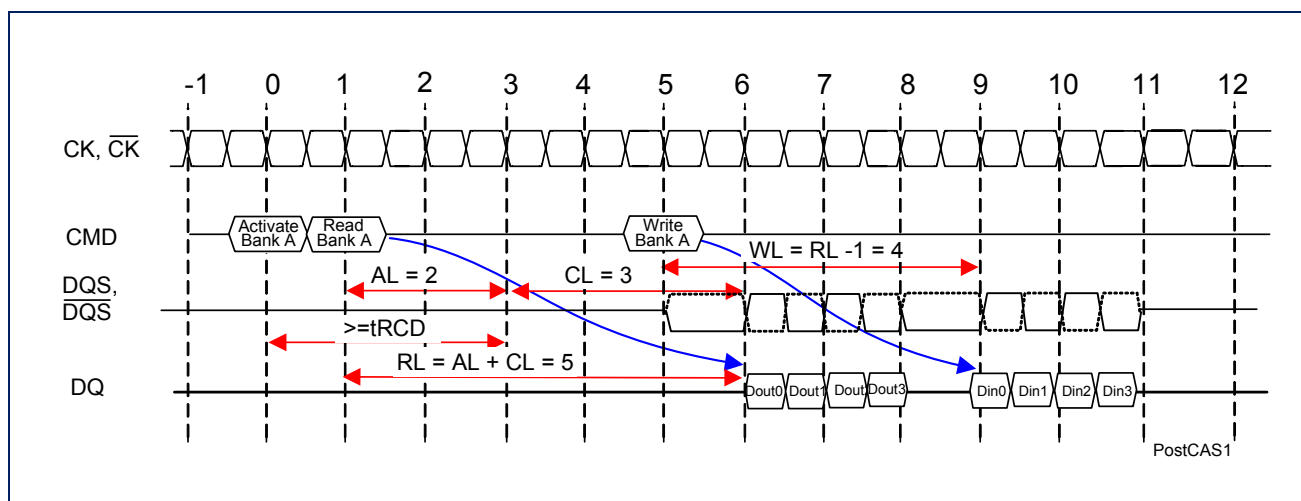 -1 0 1 2 3 4 5 6 7 8 9 10 11 12
CK, C̅K̅
CMD
Activate Bank A
Read Bank A
Write Bank A
WL = RL -1 = 4
AL = 2
CL = 3
DQS,
D̅Q̅S̅
>=tRCD
RL = AL + CL = 5
DQ
Dout0 Dout1 Dout Dout3 Din0 Din1 Din2 Din3
PostCAS1